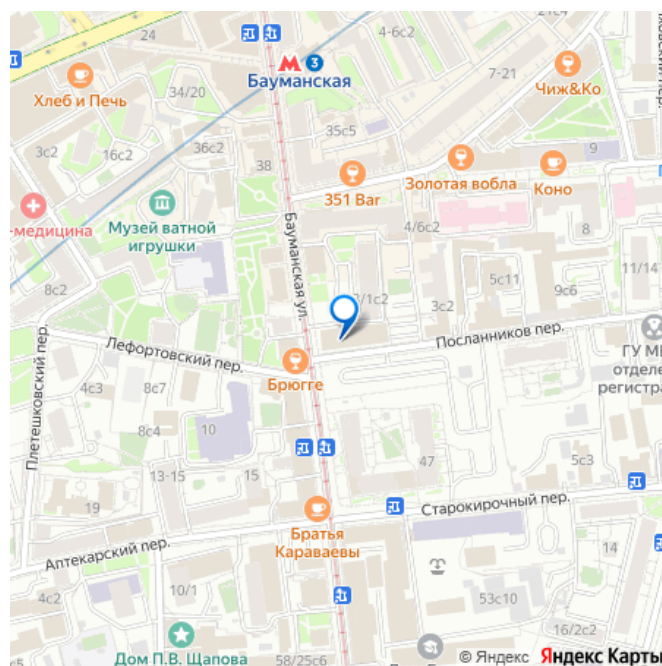 24
4-6с2
21с4
3
Бауманская
7-21
Чиж&Ко
Хлеб и Печь
34/20
35с5
3с2
16с2
36с2
38
351 Bar
Золотая вобла
Коно
9
-медицина
Музей ватной
игрушки
Бауманская ул.
4/6с2
8
8с2
5с11
11/14
/1с2
3с2
9с6
Лефортовский пер.
Посланников пер.
Плетешковский пер.
Брюгге
ГУ МВ
отделе
регистра
4с3
8с7
8с4
10
47
5с3
13-15
15
19
Старокирочный пер.
Братья
Караваевы
Аптекарский пер.
14
4с2
10/1
53с10
16/2с2
Дом П.В. Щапова
58/25с6
© Яндекс
Яндекс Карты